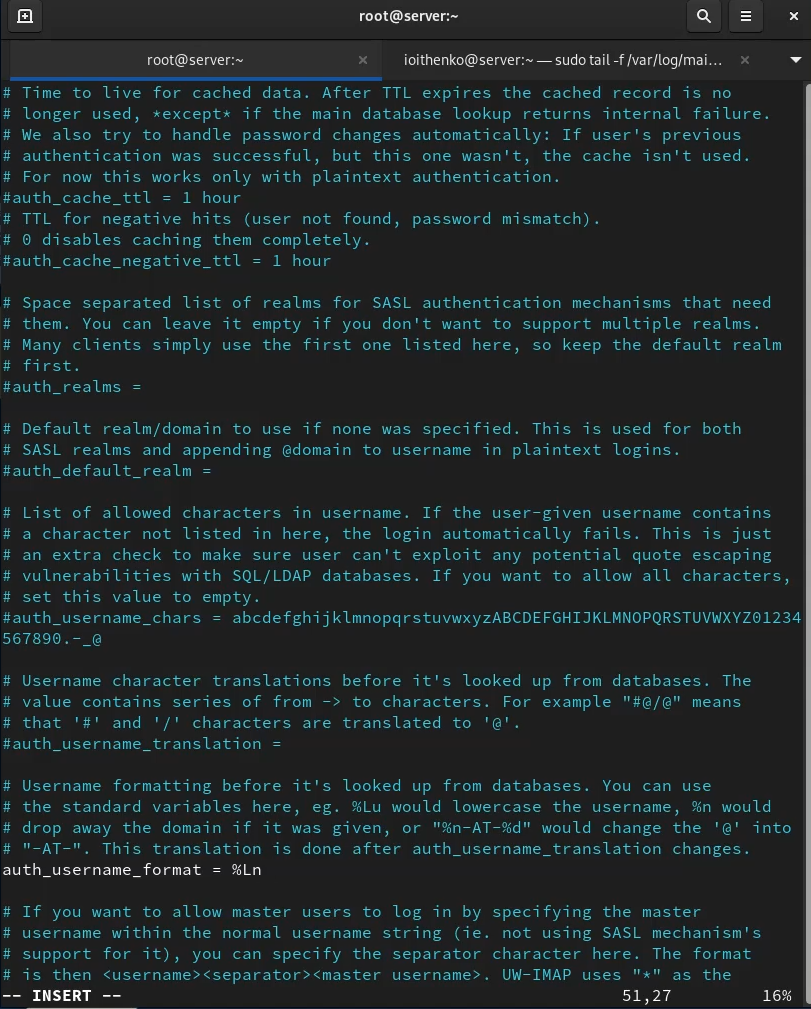 root@server:~
root@server:~
ioithenko@server:~ — sudo tail -f /var/log/mai…
# Time to live for cached data. After TTL expires the cached record is no
# longer used, *except* if the main database lookup returns internal failure.
# We also try to handle password changes automatically: If user's previous
# authentication was successful, but this one wasn't, the cache isn't used.
# For now this works only with plaintext authentication.
#auth_cache_ttl = 1 hour
# TTL for negative hits (user not found, password mismatch).
# 0 disables caching them completely.
#auth_cache_negative_ttl = 1 hour
# Space separated list of realms for SASL authentication mechanisms that need
# them. You can leave it empty if you don't want to support multiple realms.
# Many clients simply use the first one listed here, so keep the default realm
# first.
#auth_realms =
# Default realm/domain to use if none was specified. This is used for both
# SASL realms and appending @domain to username in plaintext logins.
#auth_default_realm =
# List of allowed characters in username. If the user-given username contains
# a character not listed in here, the login automatically fails. This is just
# an extra check to make sure user can't exploit any potential quote escaping
# vulnerabilities with SQL/LDAP databases. If you want to allow all characters,
# set this value to empty.
#auth_username_chars = abcdefghijklmnopqrstuvwxyzABCDEFGHIJKLMNOPQRSTUVWXYZ01234
567890.-_@
# Username character translations before it's looked up from databases. The
# value contains series of from -> to characters. For example "#@/@" means
# that '#' and '/' characters are translated to '@'.
#auth_username_translation =
# Username formatting before it's looked up from databases. You can use
# the standard variables here, eg. %Lu would lowercase the username, %n would
# drop away the domain if it was given, or "%n-AT-%d" would change the '@' into
# "-AT-". This translation is done after auth_username_translation changes.
auth_username_format = %Ln
# If you want to allow master users to log in by specifying the master
# username within the normal username string (ie. not using SASL mechanism's
# support for it), you can specify the separator character here. The format
# is then <username><separator><master username>. UW-IMAP uses "*" as the
-- INSERT -- 51,27 16%